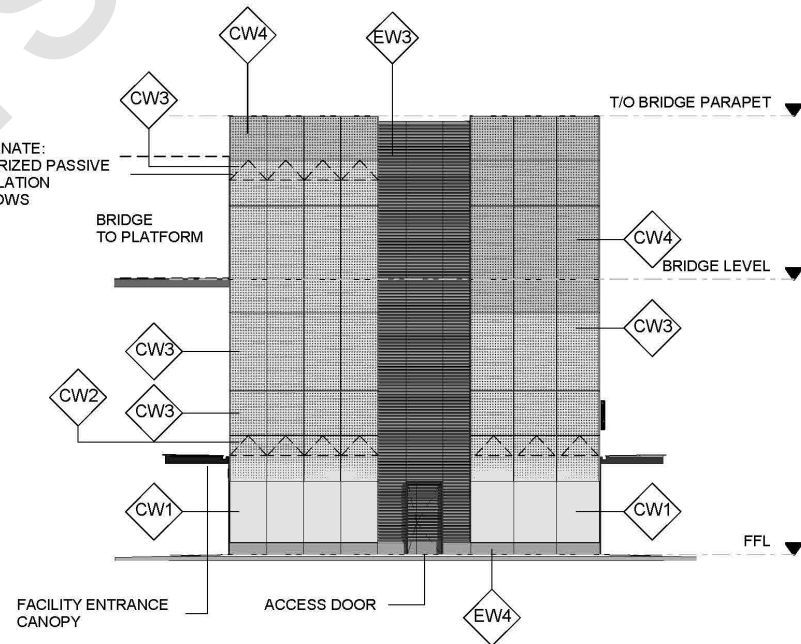 CW4
EW3
CW3
T/O BRIDGE PARAPET
NATE:
RIZED PASSIVE
LATION
OWS
BRIDGE
TO PLATFORM
CW4
BRIDGE LEVEL
CW3
CW3
CW2
CW3
CW1
CW1
FFL
FACILITY ENTRANCE
CANOPY
ACCESS DOOR
EW4